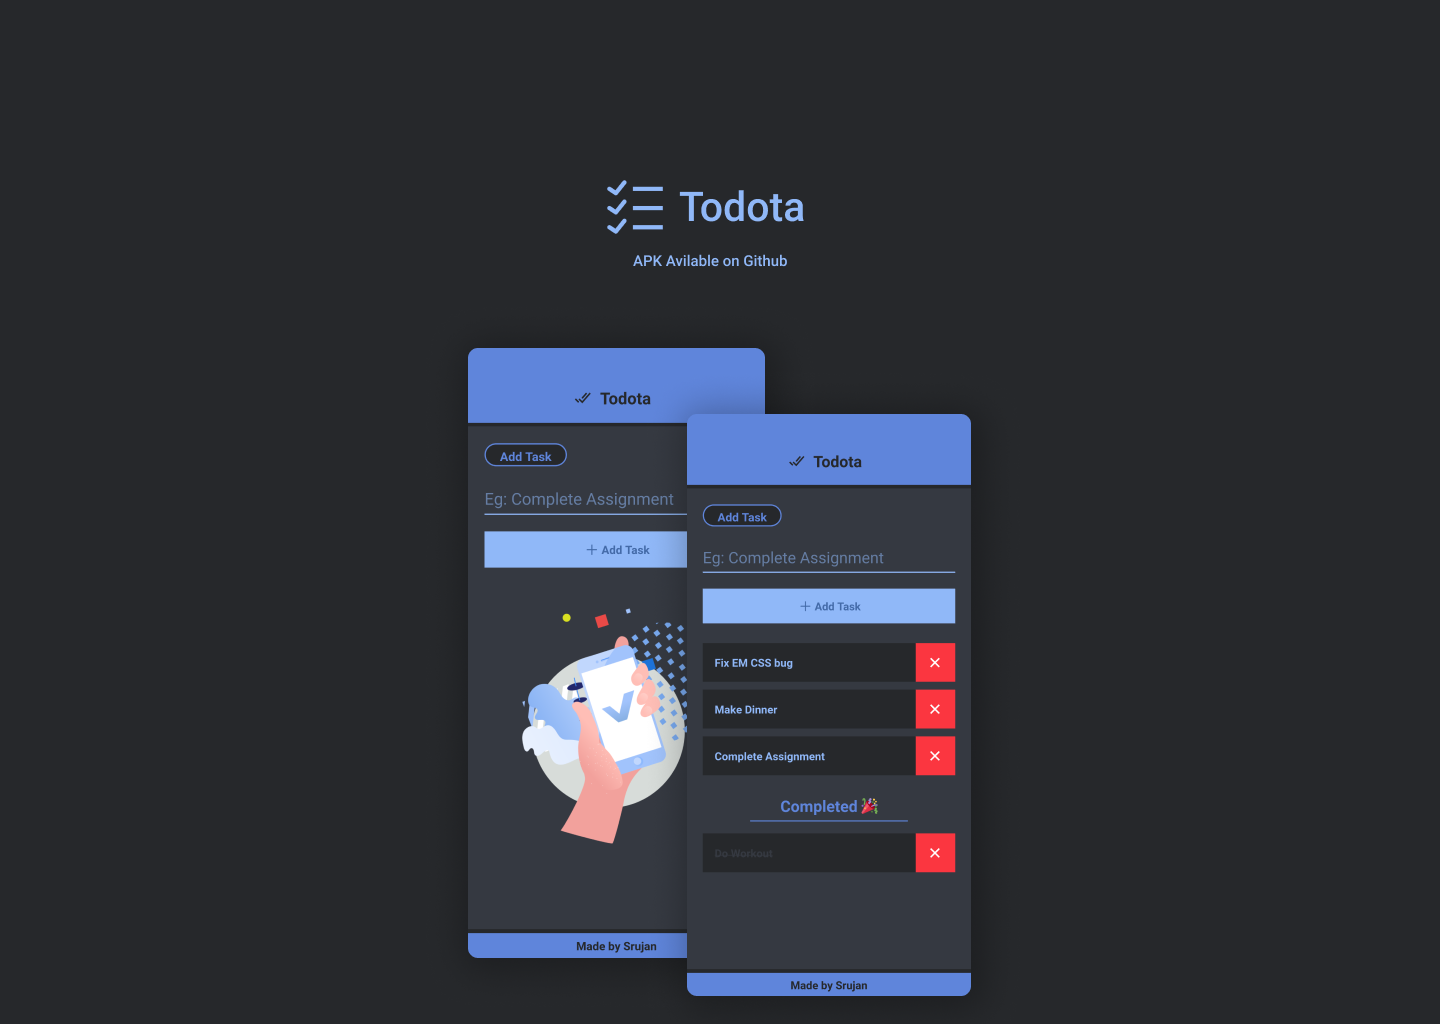 Todota
APK Avilable on Github
Todota
Add Task
Eg: Complete Assignment
Add Task
Made by Srujan
Todota
Add Task
Eg: Complete Assignment
Add Task
Fix EM CSS bug
Make Dinner
Complete Assignment
Completed 🎉
Do Workout
Made by Srujan